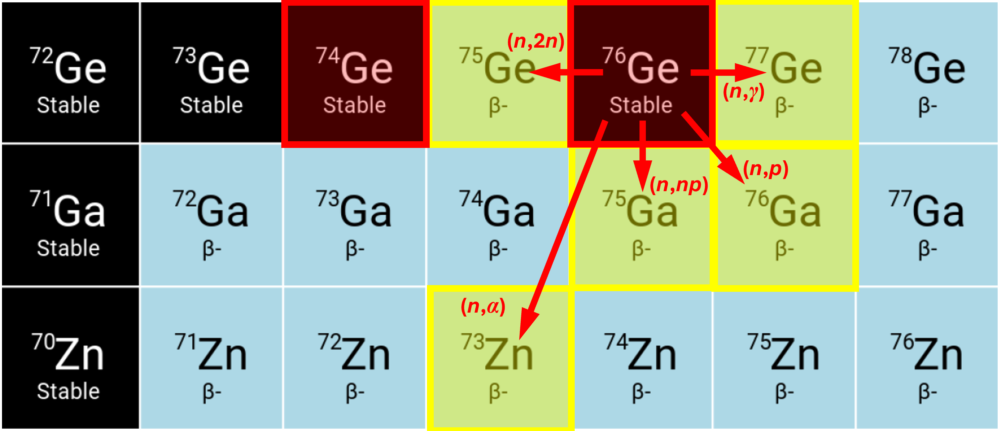 72Ge 73Ge 74Ge 75Ge (n,2n) 76Ge 77Ge 78Ge
Stable Stable Stable β- Stable (n,γ) β- β-
71Ga 72Ga 73Ga 74Ga 75Ga (n,np) 76Ga (n,p) 77Ga
Stable β- β- β- β- β- β-
(n,α)
70Zn 71Zn 72Zn 73Zn 74Zn 75Zn 76Zn
Stable β- β- β- β- β- β-